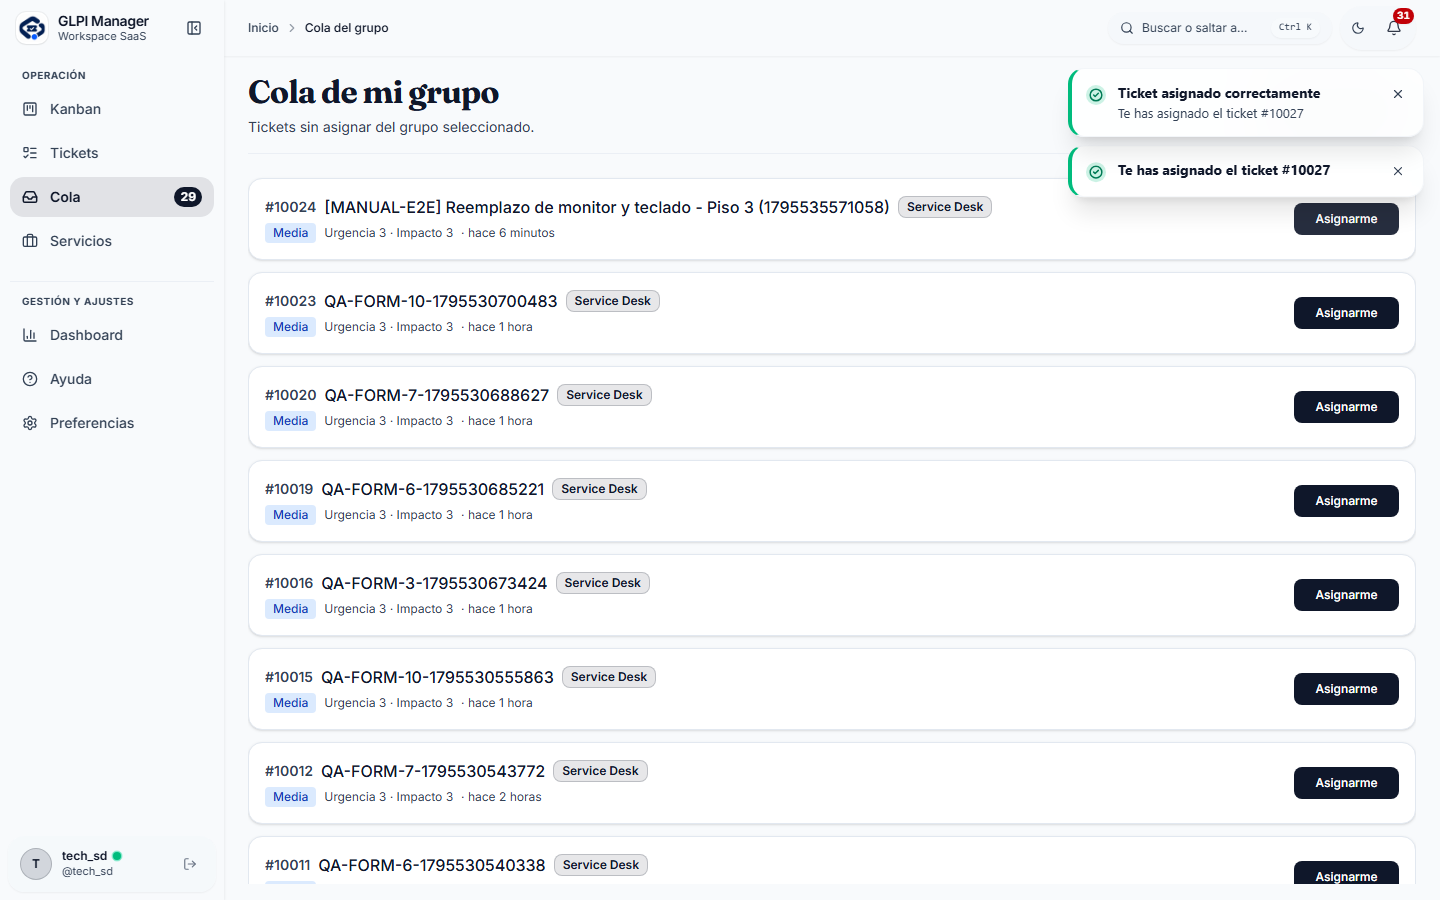 GLPI Manager
Workspace SaaS
OPERACIÓN
Kanban
Tickets
Cola 29
Servicios
GESTIÓN Y AJUSTES
Dashboard
Ayuda
Preferencias
T
tech_sd
@tech_sd
Inicio > Cola del grupo
Buscar o saltar a... Ctrl K
31
Cola de mi grupo
Tickets sin asignar del grupo seleccionado.
Ticket asignado correctamente
Te has asignado el ticket #10027
Te has asignado el ticket #10027
#10024 [MANUAL-E2E] Reemplazo de monitor y teclado - Piso 3 (1795535571058) Service Desk
Media Urgencia 3 · Impacto 3 · hace 6 minutos
Asignarme
#10023 QA-FORM-10-1795530700483 Service Desk
Media Urgencia 3 · Impacto 3 · hace 1 hora
Asignarme
#10020 QA-FORM-7-1795530688627 Service Desk
Media Urgencia 3 · Impacto 3 · hace 1 hora
Asignarme
#10019 QA-FORM-6-1795530685221 Service Desk
Media Urgencia 3 · Impacto 3 · hace 1 hora
Asignarme
#10016 QA-FORM-3-1795530673424 Service Desk
Media Urgencia 3 · Impacto 3 · hace 1 hora
Asignarme
#10015 QA-FORM-10-1795530555863 Service Desk
Media Urgencia 3 · Impacto 3 · hace 1 hora
Asignarme
#10012 QA-FORM-7-1795530543772 Service Desk
Media Urgencia 3 · Impacto 3 · hace 2 horas
Asignarme
#10011 QA-FORM-6-1795530540338 Service Desk
Asignarme